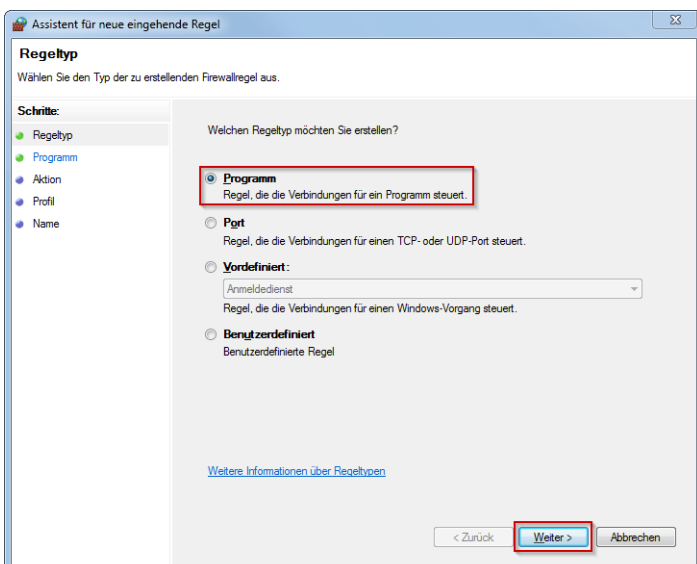 Assistent für neue eingehende Regel
Regeltyp
Wählen Sie den Typ der zu erstellenden Firewallregel aus.
Schritte:
Regeltyp
Programm
Aktion
Profil
Name
Welchen Regeltyp möchten Sie erstellen?
Programm
Regel, die die Verbindungen für ein Programm steuert.
Port
Regel, die die Verbindungen für einen TCP- oder UDP-Port steuert.
Vordefiniert:
Anmeldedienst
Regel, die die Verbindungen für einen Windows-Vorgang steuert.
Benutzerdefiniert
Benutzerdefinierte Regel
Weitere Informationen über Regeltypen
< Zurück Weiter > Abbrechen